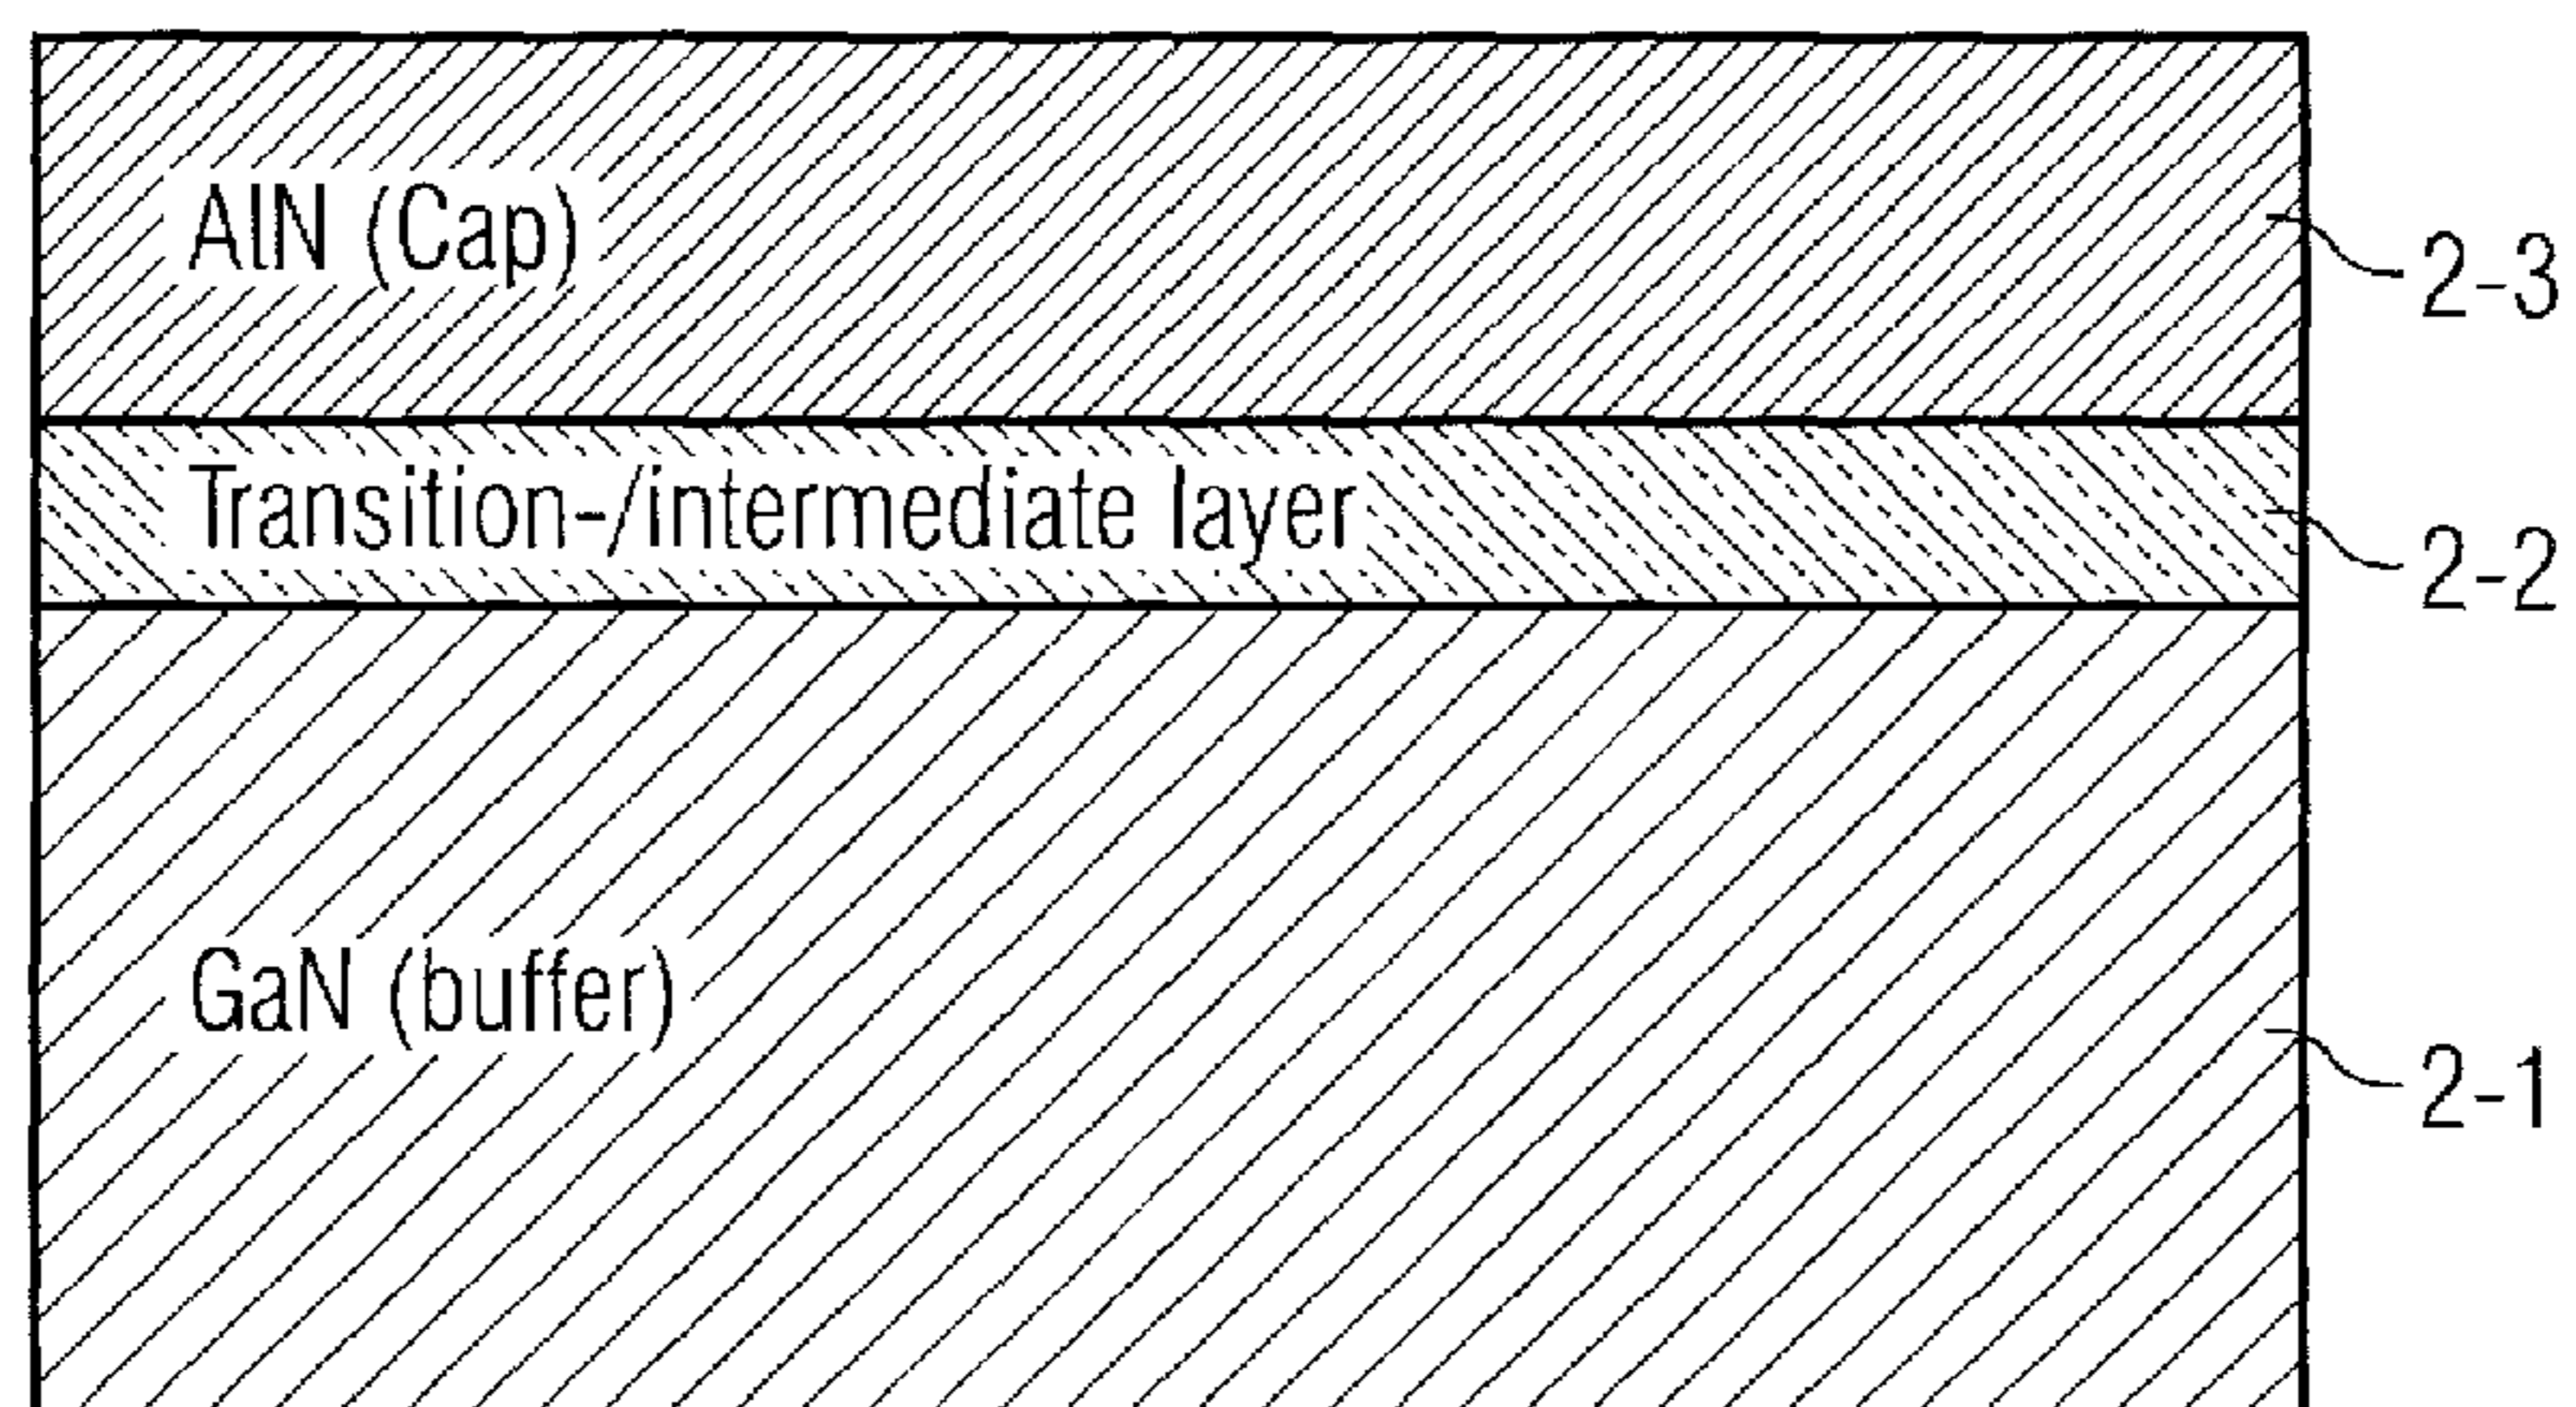 AlN (Cap)
2-3
Transition-/intermediate layer
2-2
GaN (buffer)
2-1